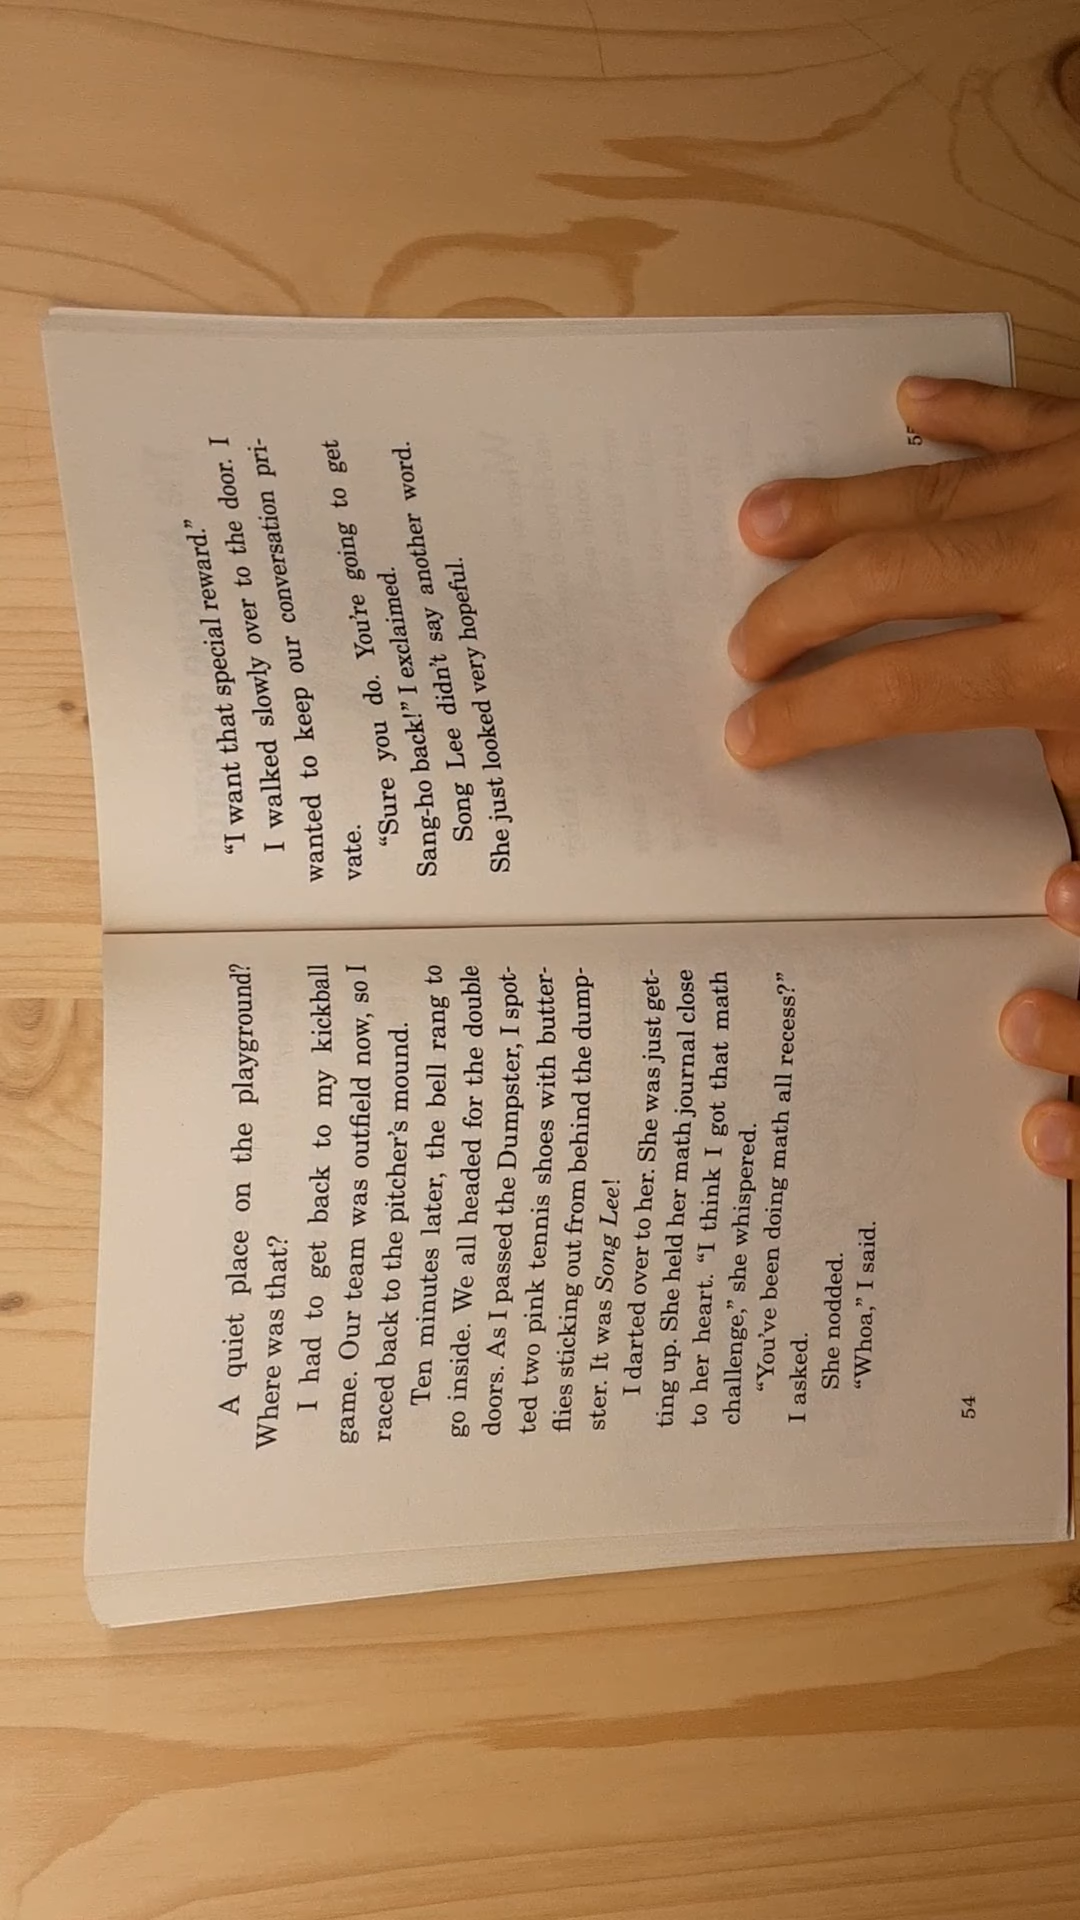 A quiet place on the playground?
Where was that?
I had to get back to my kickball
game. Our team was outfield now, so I
raced back to the pitcher's mound.
Ten minutes later, the bell rang to
go inside. We all headed for the double
doors. As I passed the Dumpster, I spot-
ted two pink tennis shoes with butter-
flies sticking out from behind the dump-
ster. It was Song Lee!
I darted over to her. She was just get-
ting up. She held her math journal close
to her heart. “I think I got that math
challenge,” she whispered.
“You've been doing math all recess?”
I asked.
She nodded.
“Whoa,” I said.
54
“I want that special reward.”
I walked slowly over to the door. I
wanted to keep our conversation pri-
vate.
“Sure you do. You're going to get
Sang-ho back!” I exclaimed.
Song Lee didn't say another word.
She just looked very hopeful.